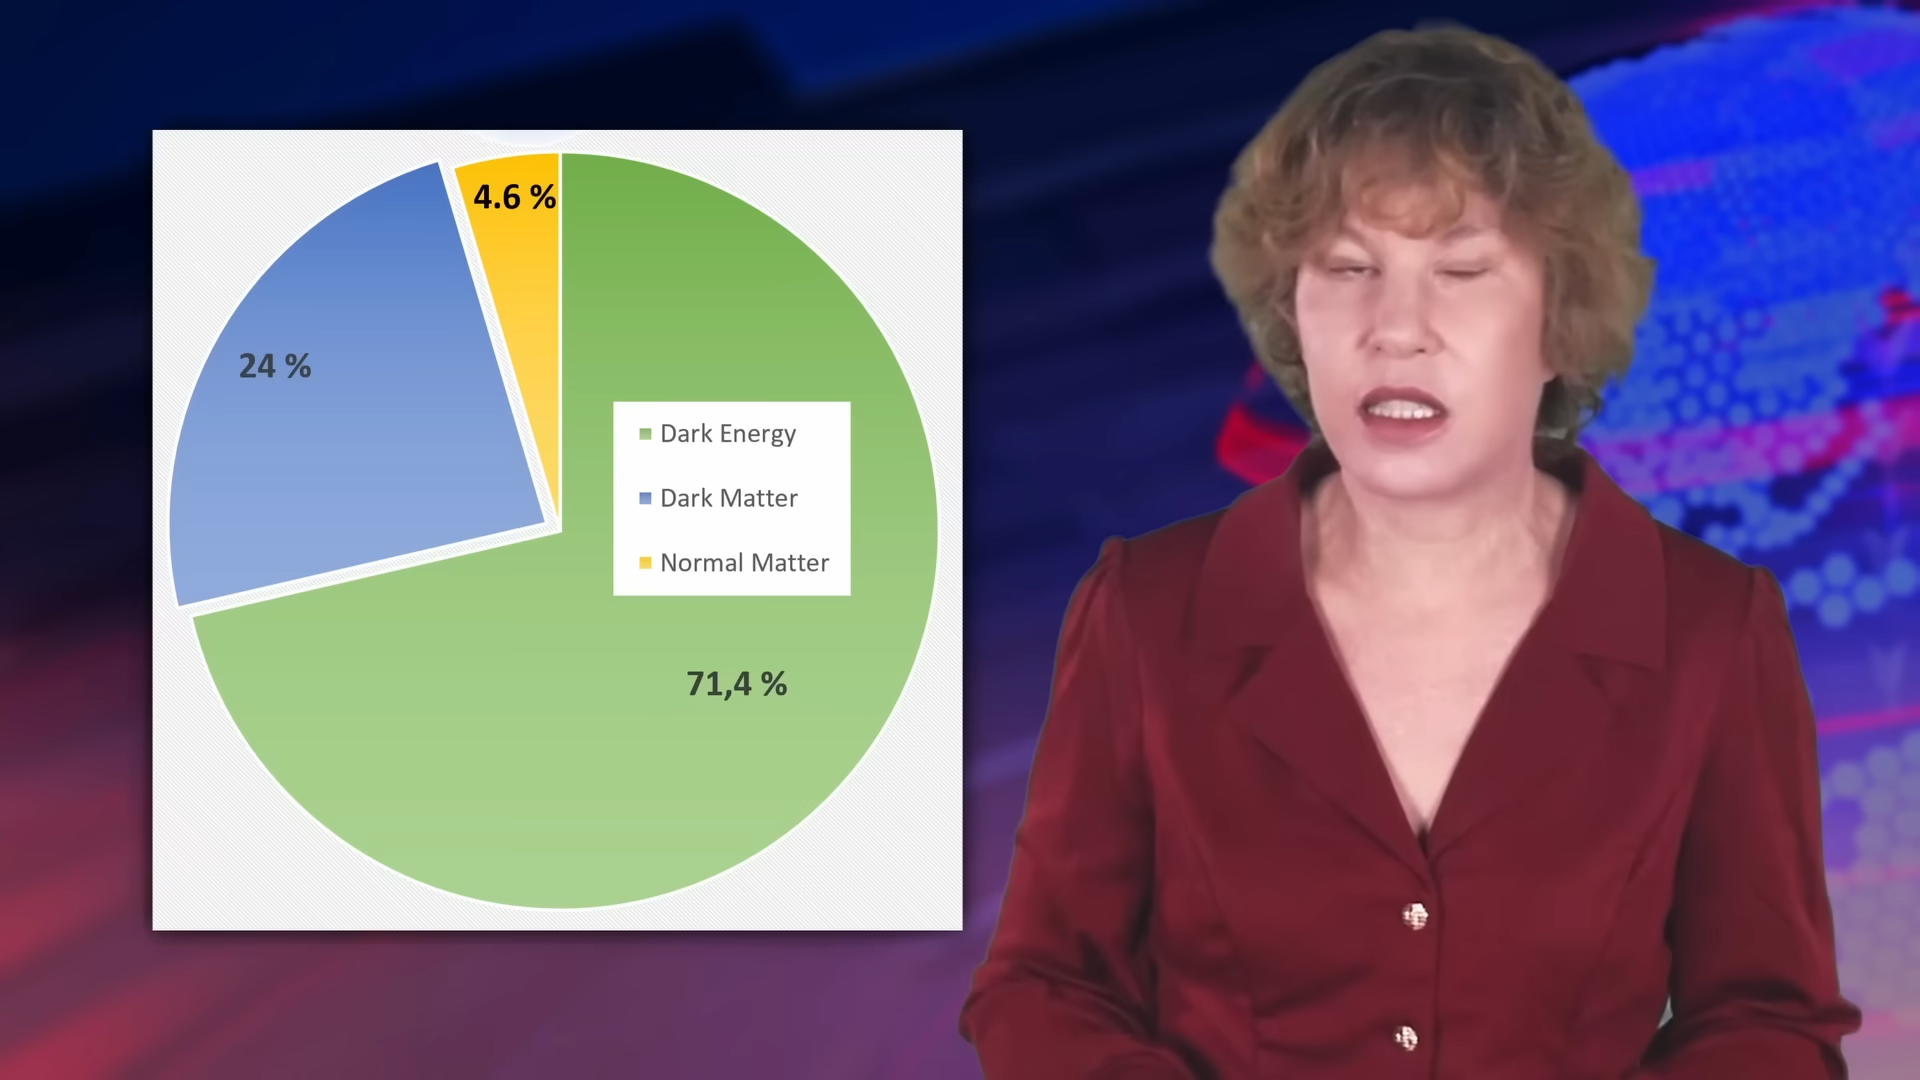 4.6 %
24 %
Dark Energy
Dark Matter
Normal Matter
71,4 %